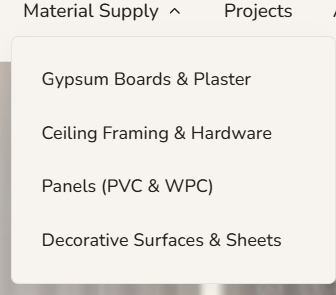 Material Supply Projects
Gypsum Boards & Plaster
Ceiling Framing & Hardware
Panels (PVC & WPC)
Decorative Surfaces & Sheets